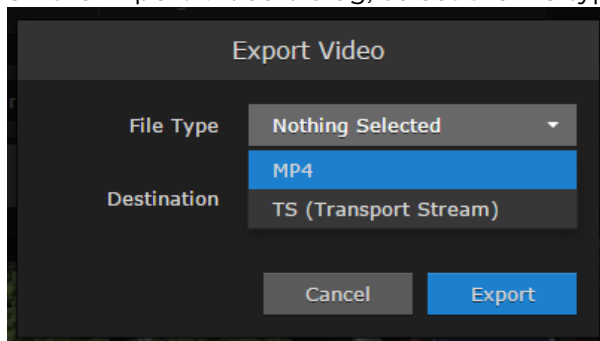 Export Video
File Type Nothing Selected
MP4
Destination
TS (Transport Stream)
Cancel Export